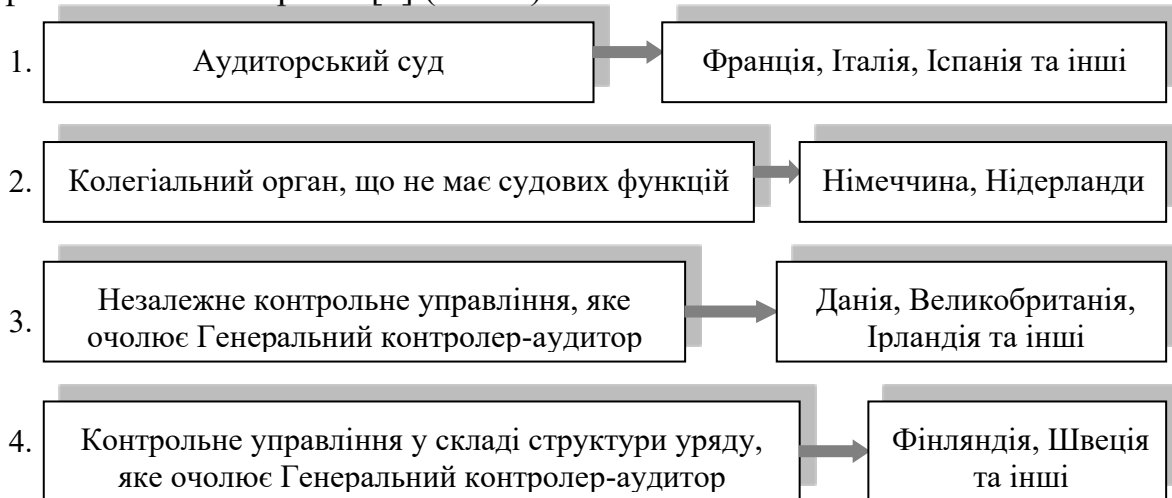 1. Аудиторський суд Франція, Італія, Іспанія та інші
2. Колегіальний орган, що не має судових функцій Німеччина, Нідерланди
3. Незалежне контрольне управління, яке
очолює Генеральний контролер-аудитор
Данія, Великобританія,
Ірландія та інші
4. Контрольне управління у складі структури уряду,
яке очолює Генеральний контролер-аудитор
Фінляндія, Швеція
та інші